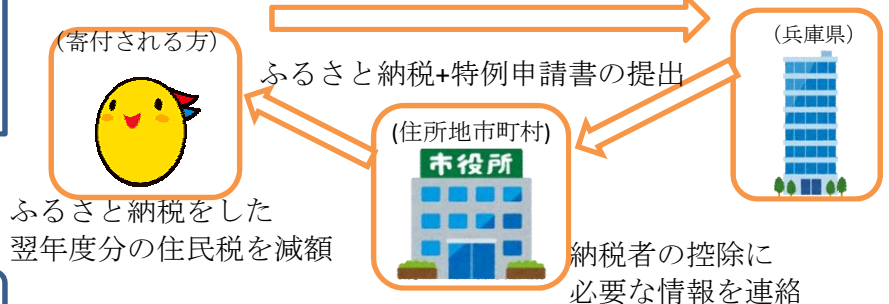 (寄付される方)
(兵庫県)
ふるさと納税+特例申請書の提出
(住所地市町村)
市役所
ふるさと納税をした
翌年度分の住民税を減額
納税者の控除に
必要な情報を連絡